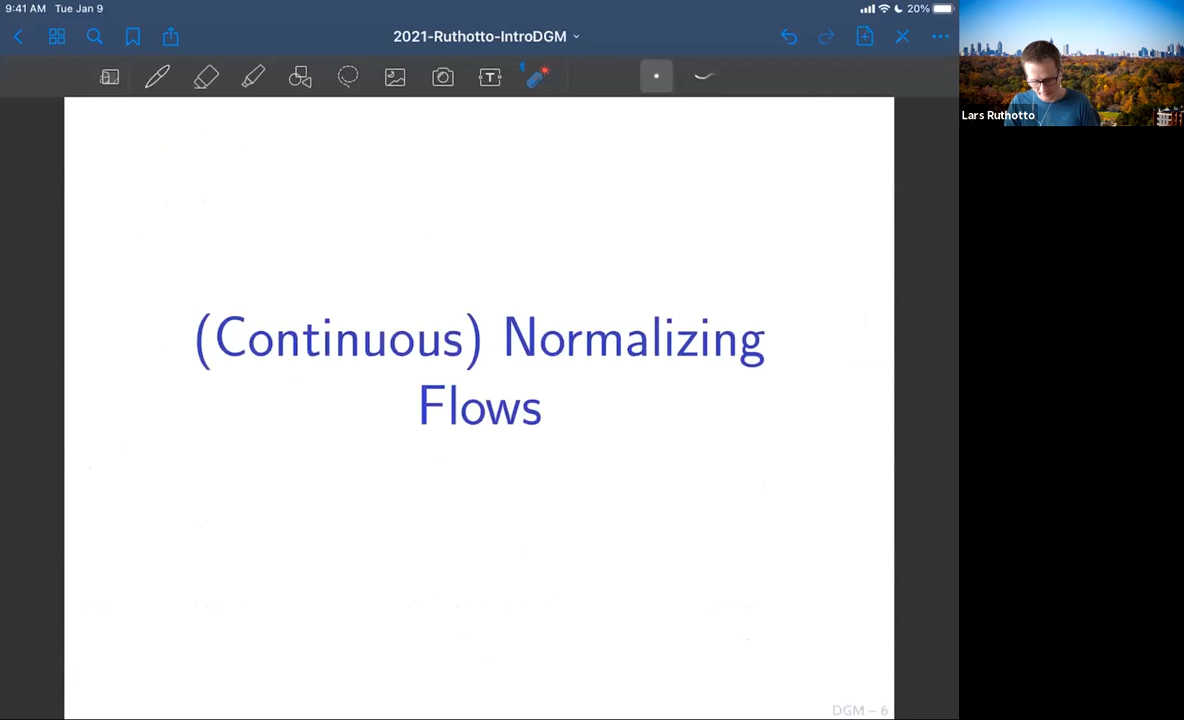 9:41 AM Tue Jan 9
20%
2021-Ruthotto-IntroDGM
T
Lars Ruthotto
(Continuous) Normalizing
Flows
DGM – 6